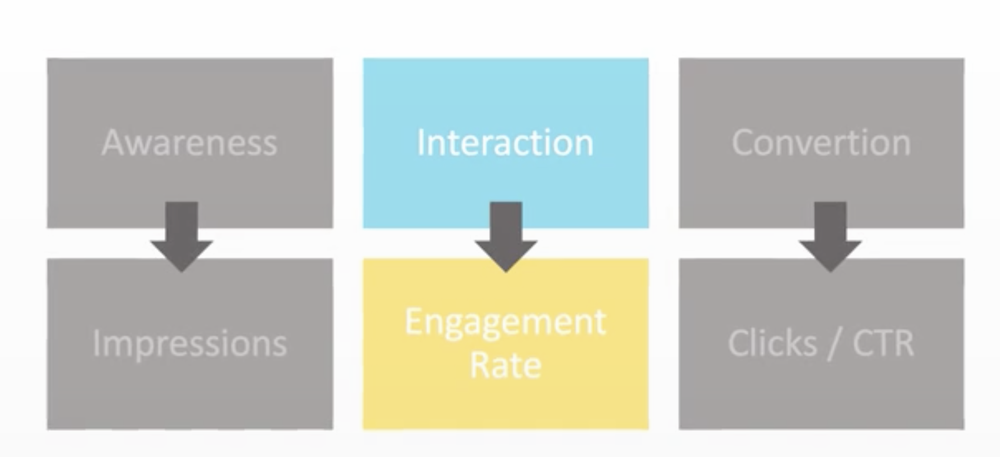 Awareness
Interaction
Convertion
Impressions
Engagement
Rate
Clicks / CTR